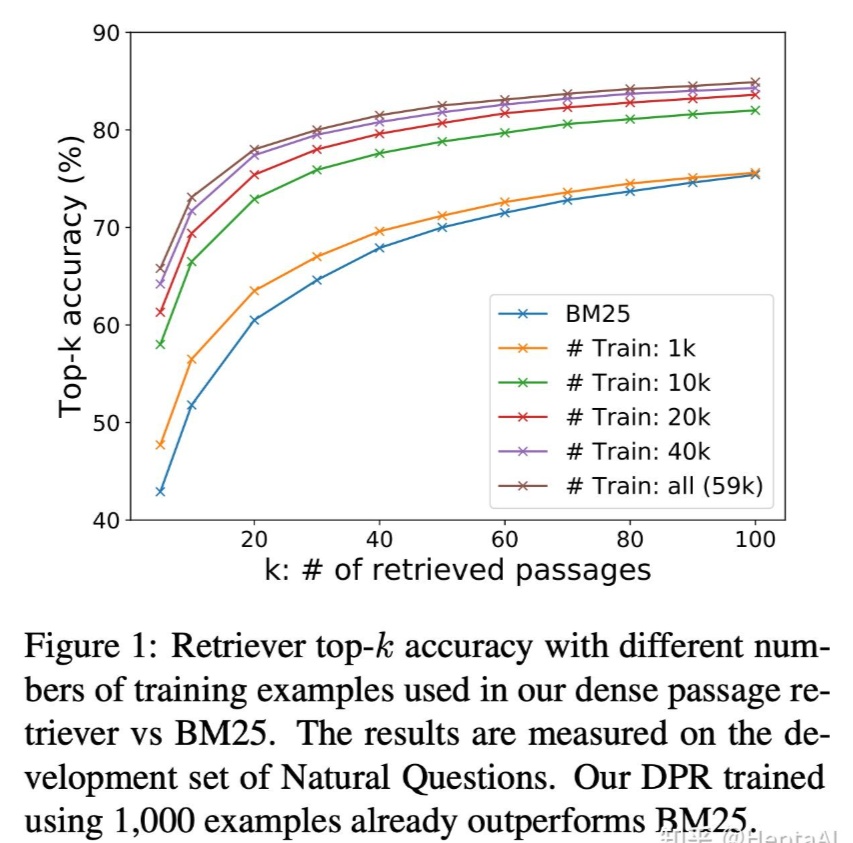 90
80
70
60
50
40
Top-k accuracy (%)
BM25
# Train: 1k
# Train: 10k
# Train: 20k
# Train: 40k
# Train: all (59k)
20 40 60 80 100
k: # of retrieved passages
Figure 1: Retriever top-k accuracy with different num-
bers of training examples used in our dense passage re-
triever vs BM25. The results are measured on the de-
velopment set of Natural Questions. Our DPR trained
using 1,000 examples already outperforms BM25.
知乎 @HentaAI